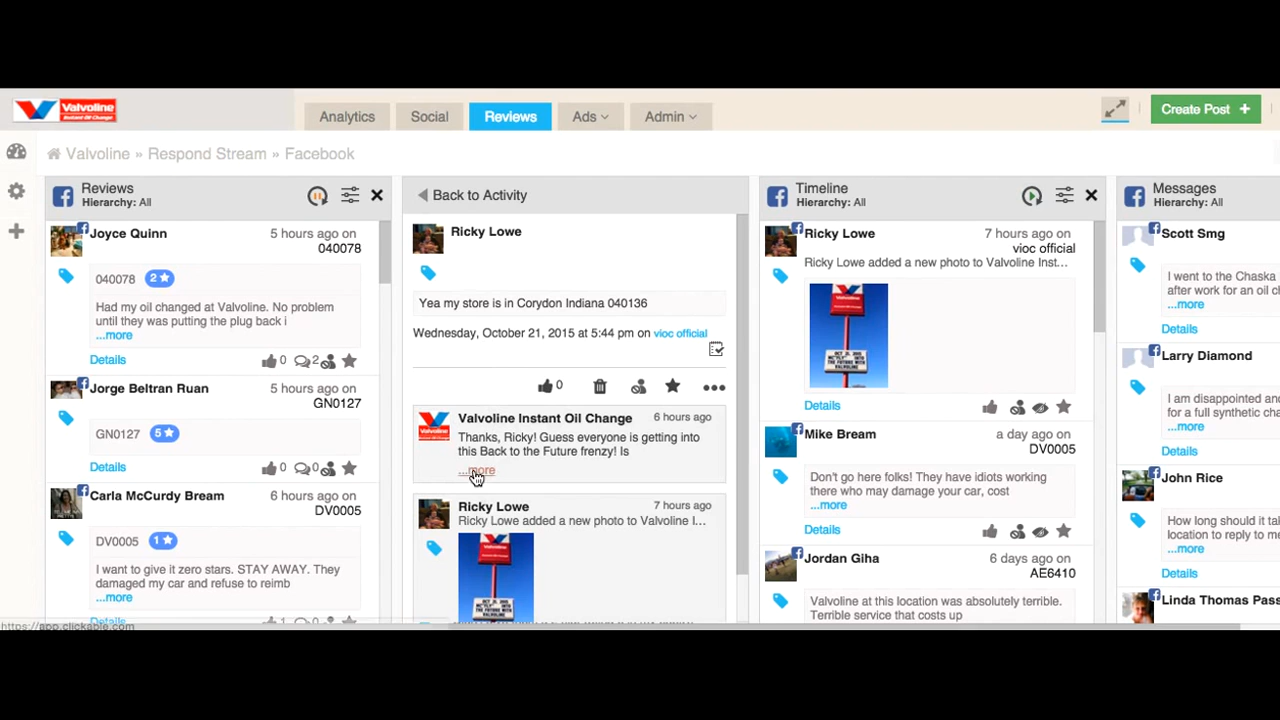 Valvoline
Instant Oil Change
Analytics
Social
Reviews
Ads
Admin
Create Post +
Valvoline » Respond Stream » Facebook
Reviews
Hierarchy: All
Joyce Quinn
5 hours ago on
040078
040078 2
Had my oil changed at Valvoline. No problem
until they was putting the plug back i
...more
Details
0 2
Jorge Beltran Ruan
5 hours ago on
GN0127
GN0127 5
Details
0 0
Carla McCurdy Bream
6 hours ago on
DV0005
DV0005 1
I want to give it zero stars. STAY AWAY. They
damaged my car and refuse to reimb
...more
Details
https://app.clickable.com
Back to Activity
Ricky Lowe
Yea my store is in Corydon Indiana 040136
Wednesday, October 21, 2015 at 5:44 pm on vioc official
0
Valvoline Instant Oil Change
6 hours ago
Thanks, Ricky! Guess everyone is getting into
this Back to the Future frenzy! Is
...more
Ricky Lowe
7 hours ago
Ricky Lowe added a new photo to Valvoline I...
Timeline
Hierarchy: All
Ricky Lowe
7 hours ago on
vioc official
Ricky Lowe added a new photo to Valvoline Inst...
Details
Mike Bream
a day ago on
DV0005
Don't go here folks! They have idiots working
there who may damage your car, cost
...more
Details
Jordan Giha
6 days ago on
AE6410
Valvoline at this location was absolutely terrible.
Terrible service that costs up
Messages
Hierarchy: All
Scott Smg
I went to the Chaska
after work for an oil c
...more
Details
Larry Diamond
I am disappointed and
for a full synthetic cha
...more
Details
John Rice
How long should it tak
location to reply to me
...more
Details
Linda Thomas Pass